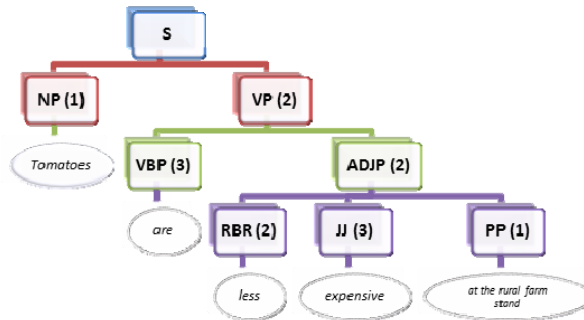 S
NP (1)
VP (2)
Tomatoes
VBP (3)
ADJP (2)
are
RBR (2)
JJ (3)
PP (1)
less
expensive
at the rural farm
stand